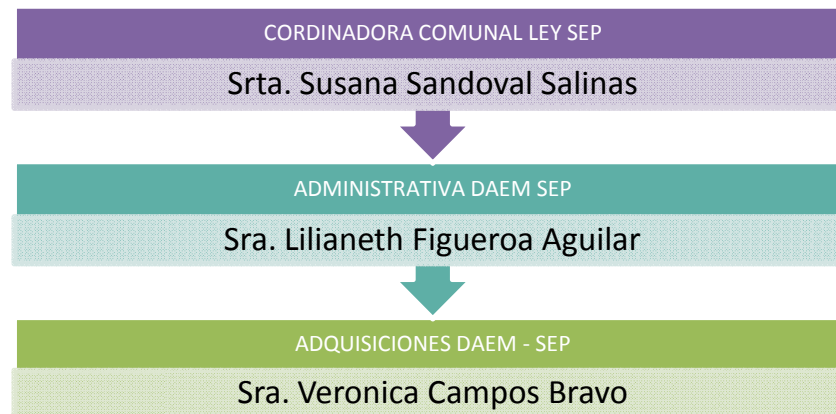 CORDINADORA COMUNAL LEY SEP
Srta. Susana Sandoval Salinas
ADMINISTRATIVA DAEM SEP
Sra. Lilianeth Figueroa Aguilar
ADQUISICIONES DAEM - SEP
Sra. Veronica Campos Bravo